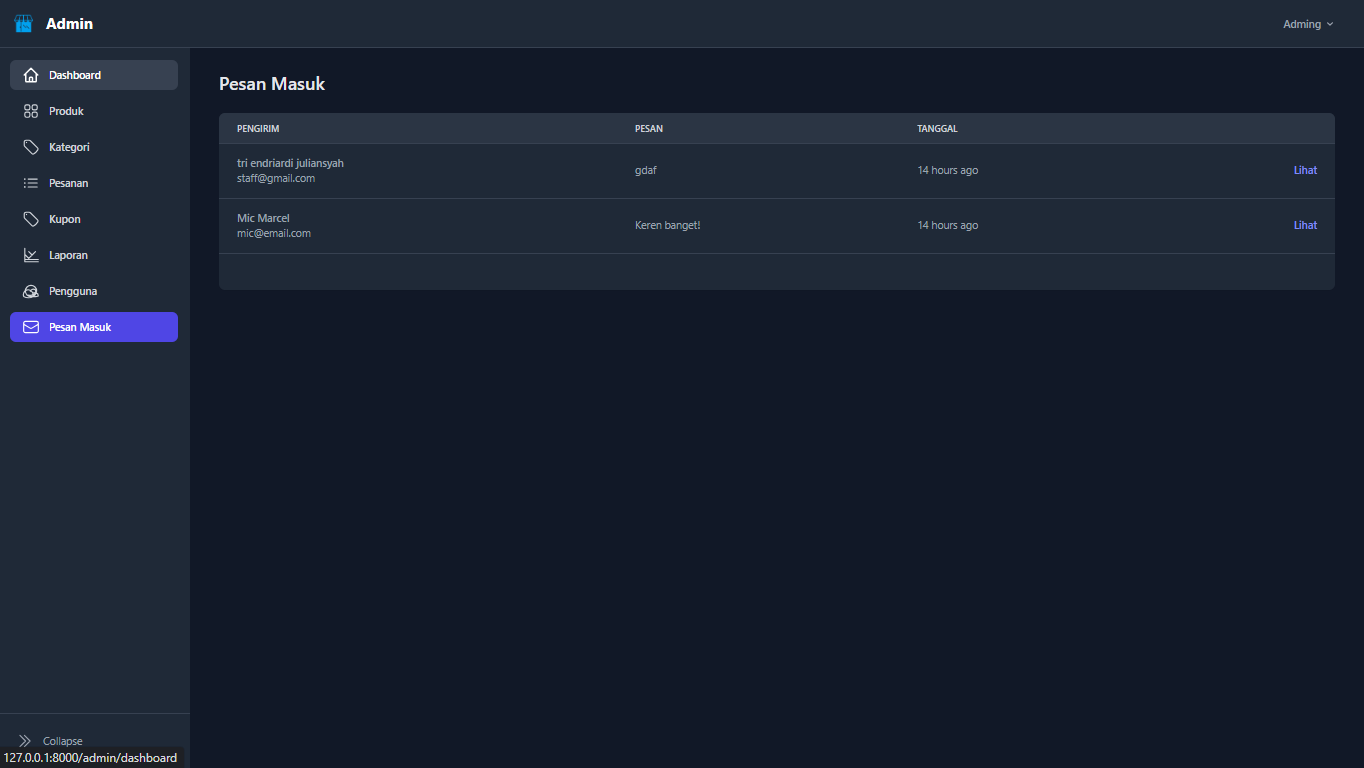 Admin
Adming
Dashboard
Produk
Kategori
Pesanan
Kupon
Laporan
Pengguna
Pesan Masuk
Collapse
127.0.0.1:8000/admin/dashboard
Pesan Masuk
PENGIRIM PESAN TANGGAL
tri endriardi juliansyah
staff@gmail.com
gdaf 14 hours ago Lihat
Mic Marcel
mic@email.com
Keren banget! 14 hours ago Lihat